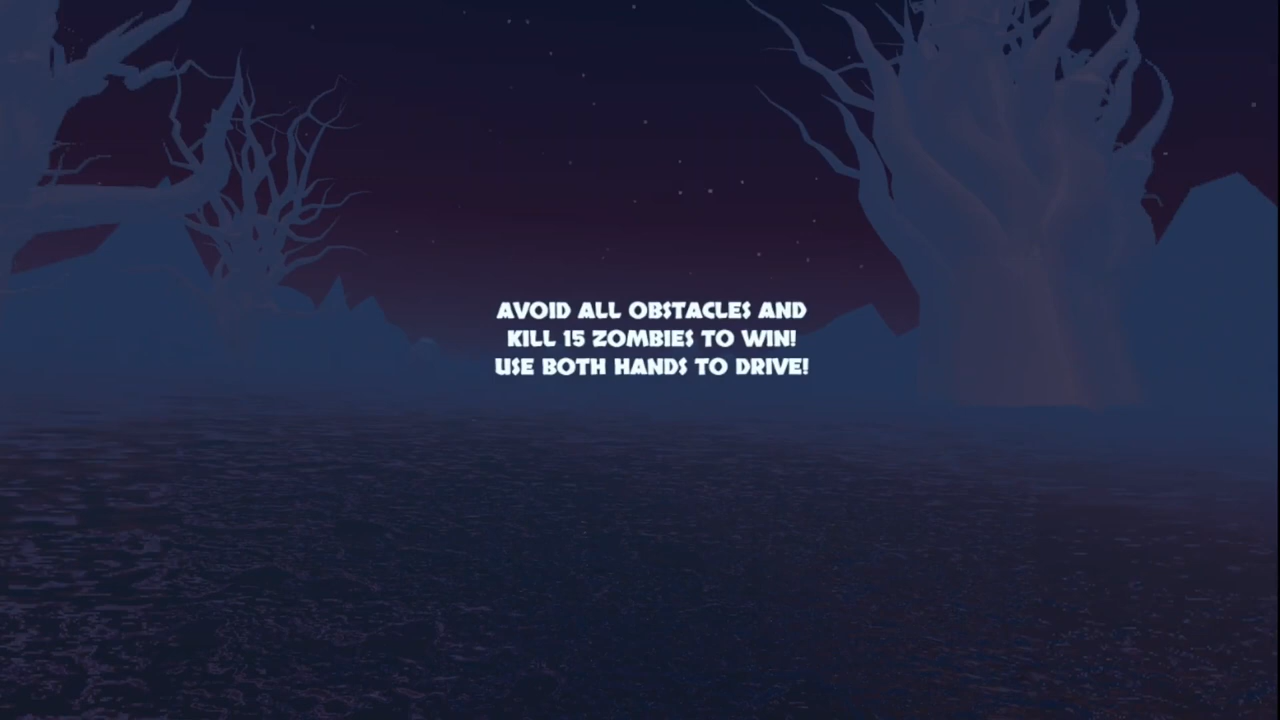 AVOID ALL OBSTACLES AND
KILL 15 ZOMBIES TO WIN!
USE BOTH HANDS TO DRIVE!